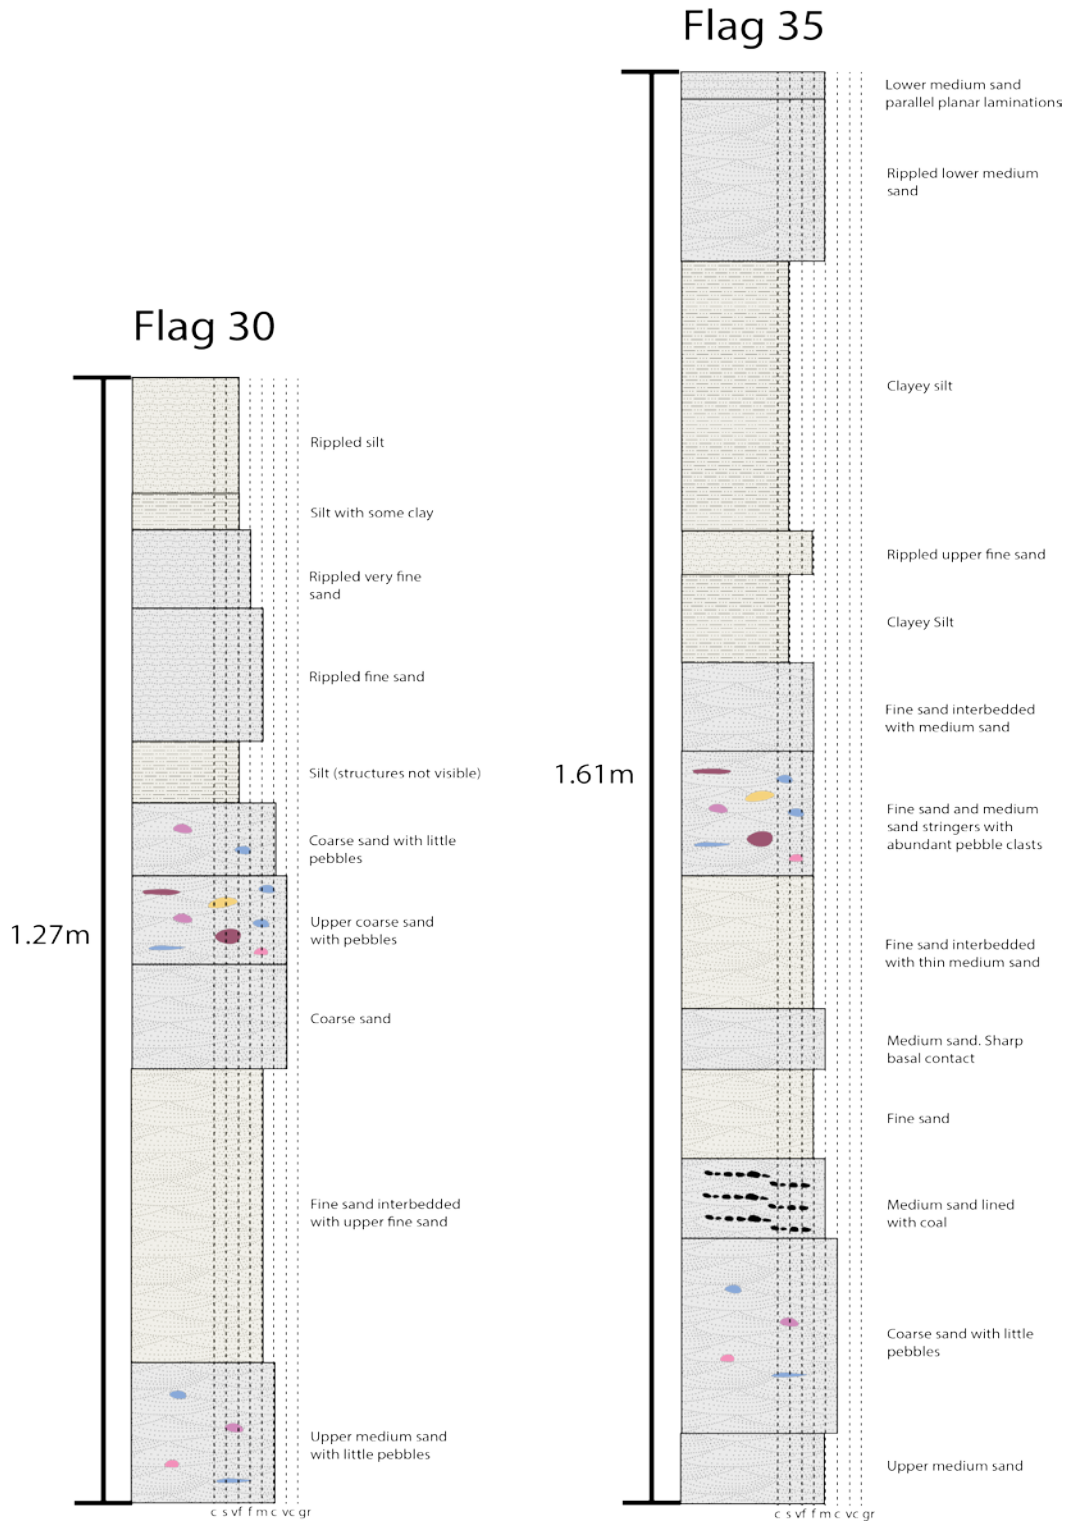 Flag 30
Rippled silt
Silt with some clay
Rippled very fine
sand
Rippled fine sand
Silt (structures not visible)
Coarse sand with little
pebbles
Upper coarse sand
with pebbles
1.27m
Coarse sand
Fine sand interbedded
with upper fine sand
Upper medium sand
with little pebbles
c s vf f m c vc gr
Flag 35
Lower medium sand
parallel planar laminations
Rippled lower medium
sand
Clayey silt
Rippled upper fine sand
Clayey Silt
Fine sand interbedded
with medium sand
1.61m
Fine sand and medium
sand stringers with
abundant pebble clasts
Fine sand interbedded
with thin medium sand
Medium sand. Sharp
basal contact
Fine sand
Medium sand lined
with coal
Coarse sand with little
pebbles
Upper medium sand
c s vf f m c vc gr